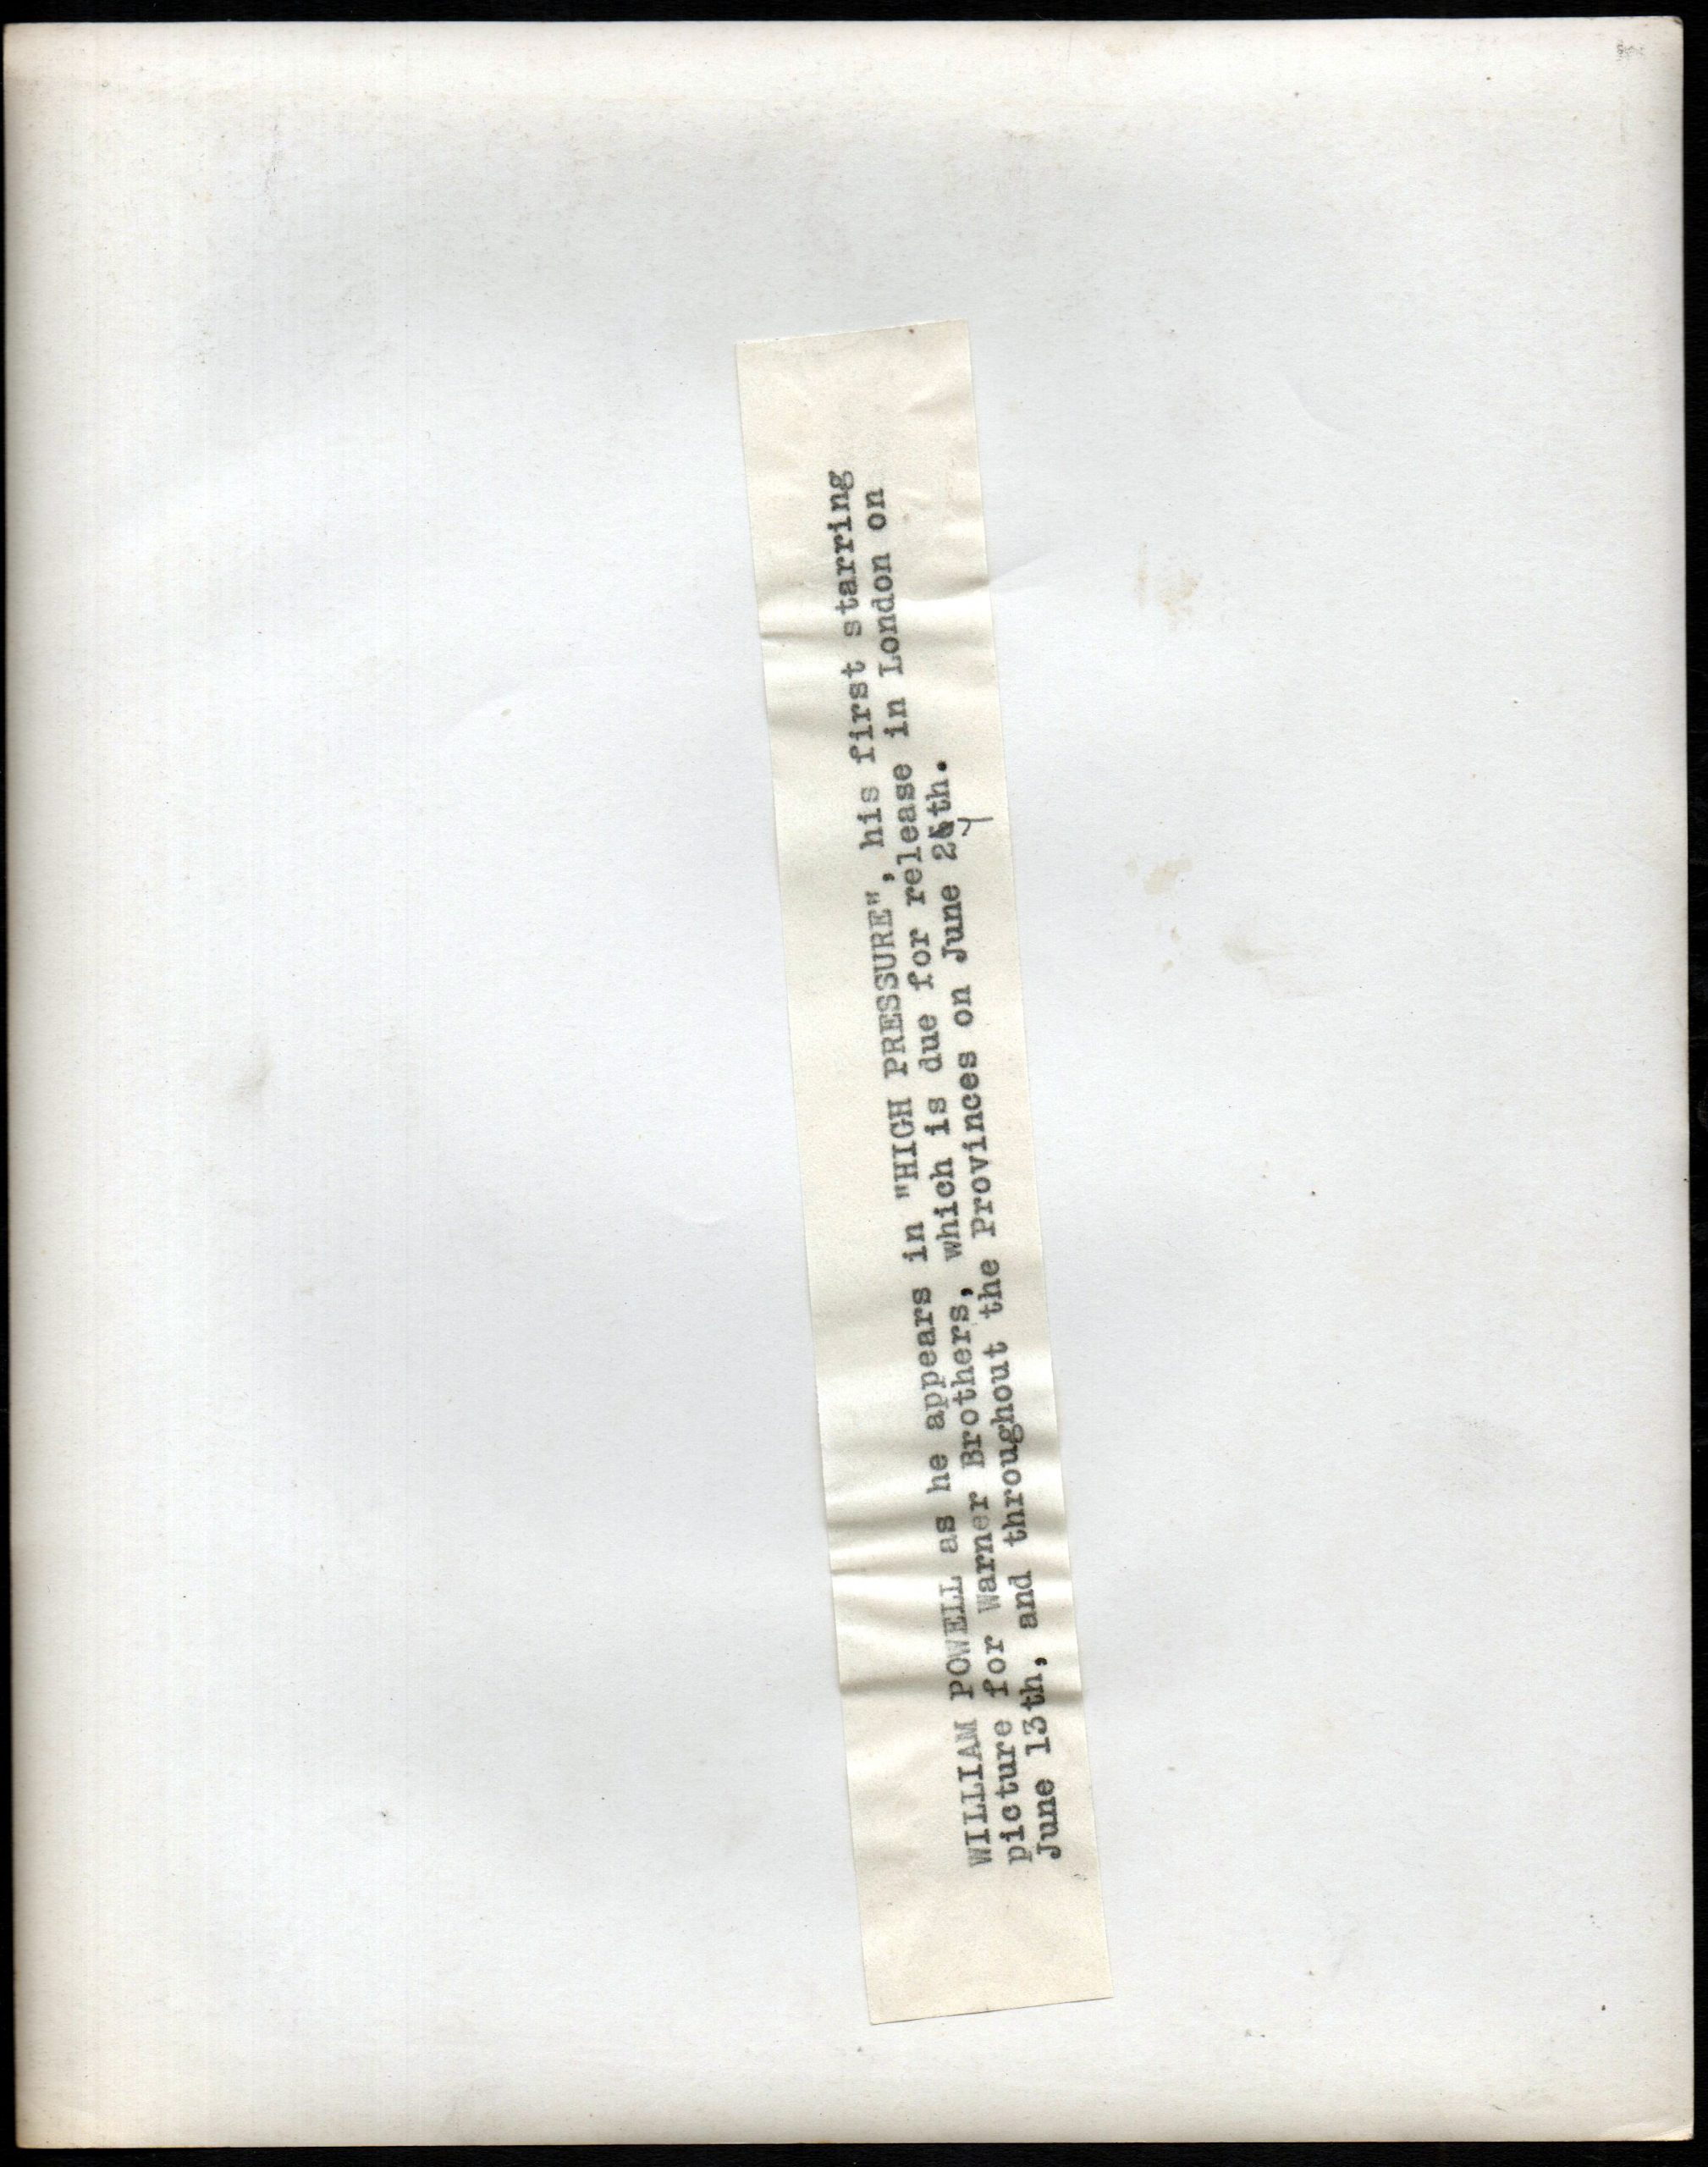 WILLIAM POWELL as he appears in "HIGH PRESSURE", his first starring
picture for Warner Brothers, which is due for release in London on
June 13th, and throughout the Provinces on June 27th.